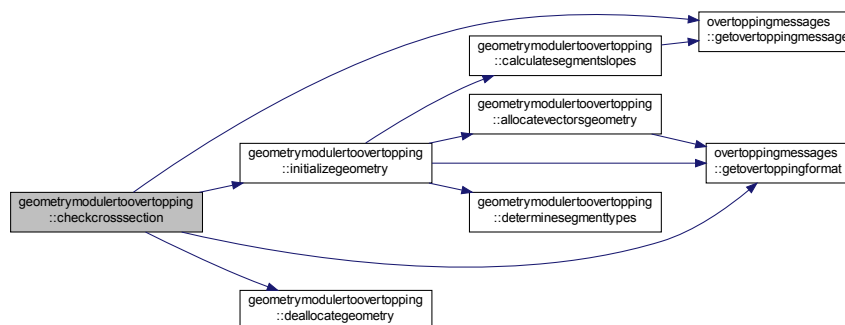 overtoppingmessages
::getovertoppingmessage
geometrymodulertoovertopping
::calculatesegmentslopes
geometrymodulertoovertopping
::allocatevectorsgeometry
geometrymodulertoovertopping
::initializegeometry
overtoppingmessages
::getovertoppingformat
geometrymodulertoovertopping
::checkcrosssection
geometrymodulertoovertopping
::determinesegmenttypes
geometrymodulertoovertopping
::deallocategeometry